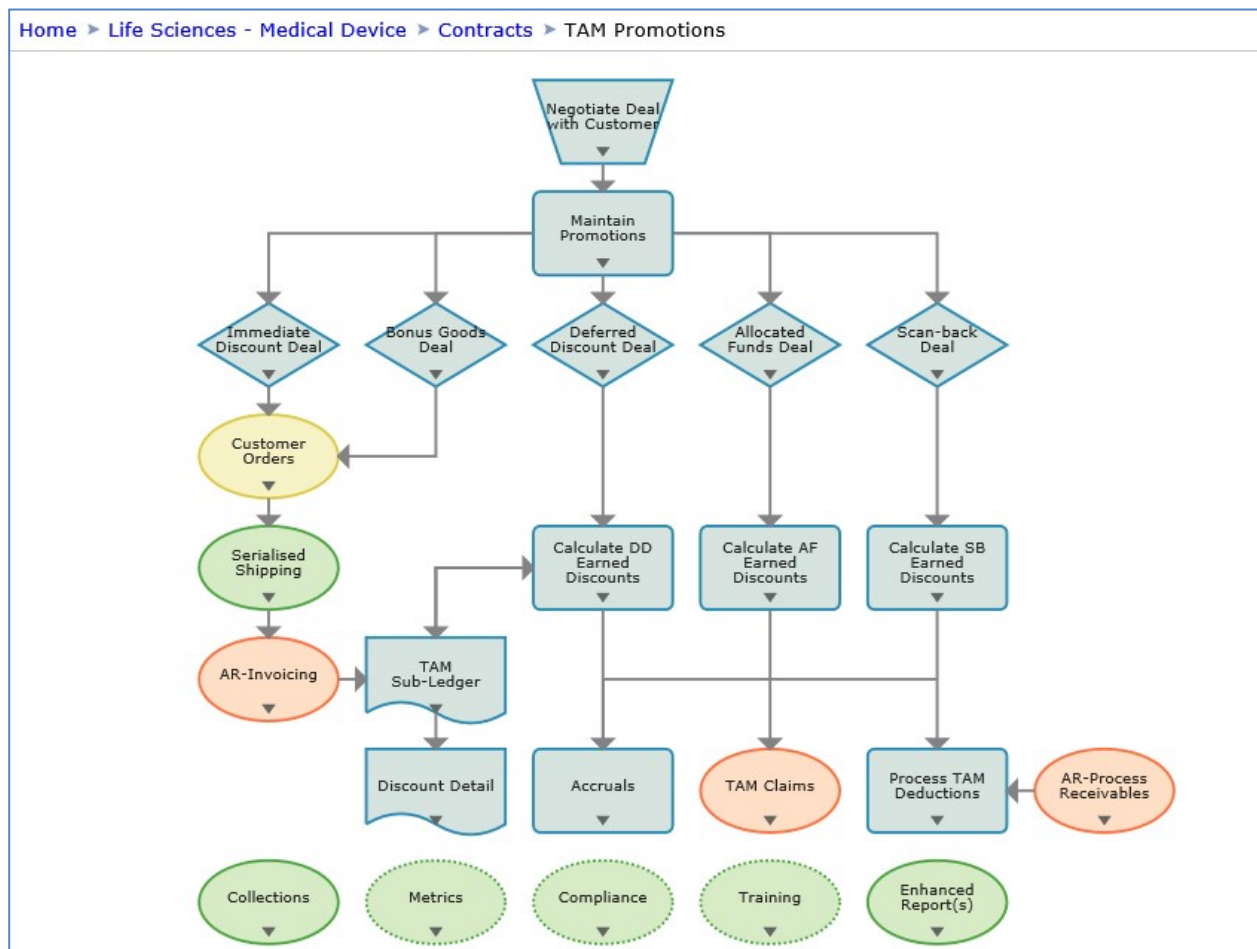 Home ➤ Life Sciences - Medical Device ➤ Contracts ➤ TAM Promotions
Negotiate Deal
with Customer
Maintain
Promotions
Immediate
Discount Deal
Bonus Goods
Deal
Deferred
Discount Deal
Allocated
Funds Deal
Scan-back
Deal
Customer
Orders
Serialised
Shipping
Calculate DD
Earned
Discounts
Calculate AF
Earned
Discounts
Calculate SB
Earned
Discounts
AR-Invoicing
TAM
Sub-Ledger
Discount Detail
Accruals
TAM Claims
Process TAM
Deductions
AR-Process
Receivables
Collections
Metrics
Compliance
Training
Enhanced
Report(s)